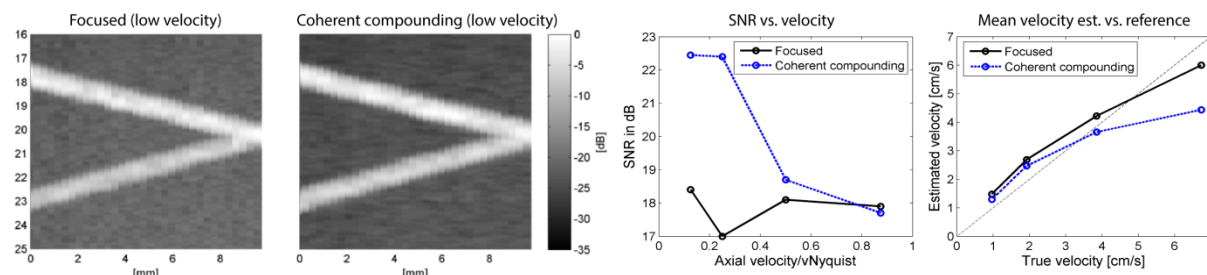 Focused (low velocity)
16
17
18
19
20
21
22
23
24
25
0 2 4 6 8
[mm]
Coherent compounding (low velocity)
0 2 4 6 8
[mm]
0
-5
-10
-15
-20
-25
-30
-35
[dB]
SNR vs. velocity
23
22
21
20
19
18
17
SNR in dB
Focused
Coherent compounding
0 0.2 0.4 0.6 0.8 1
Axial velocity/vNyquist
Mean velocity est. vs. reference
7
6
5
4
3
2
1
0
Estimated velocity [cm/s]
Focused
Coherent compounding
0 1 2 3 4 5 6
True velocity [cm/s]